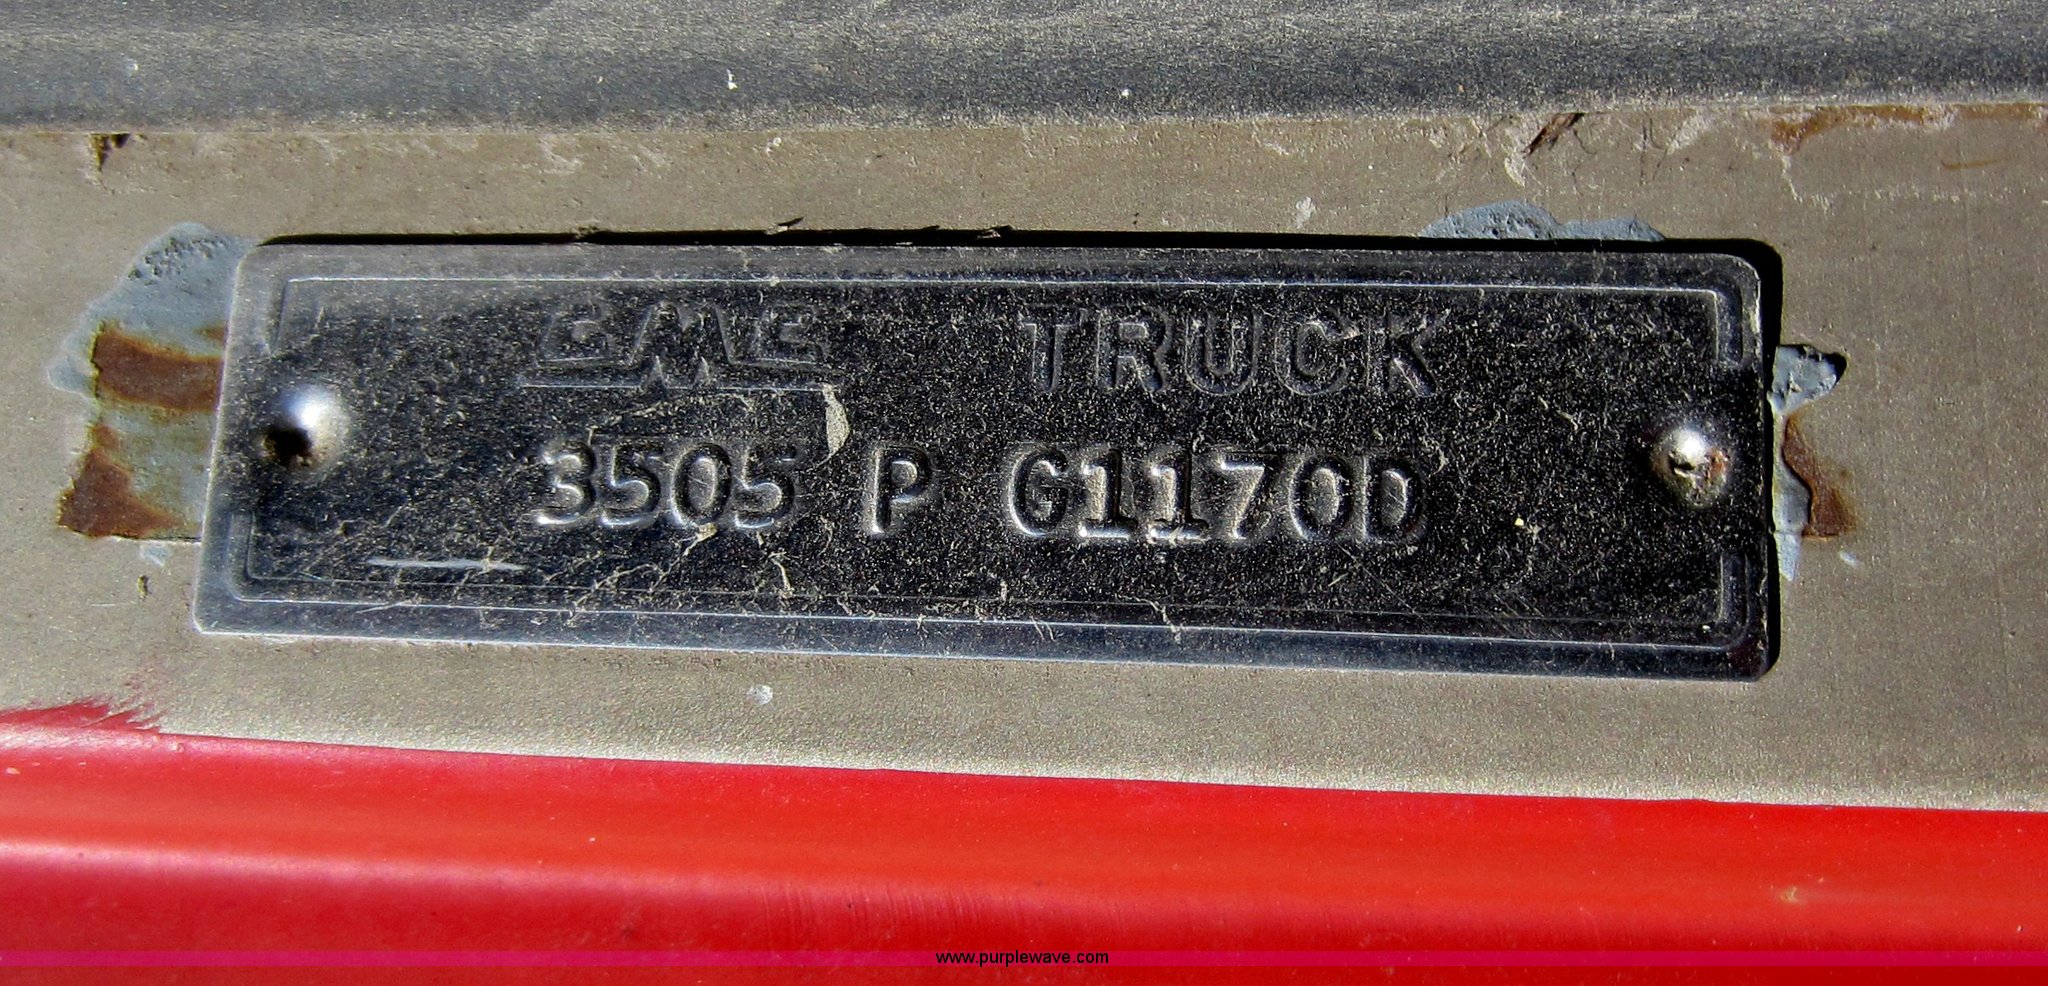 GMC TRUCK
3505 P G1170D
www.purplewave.com